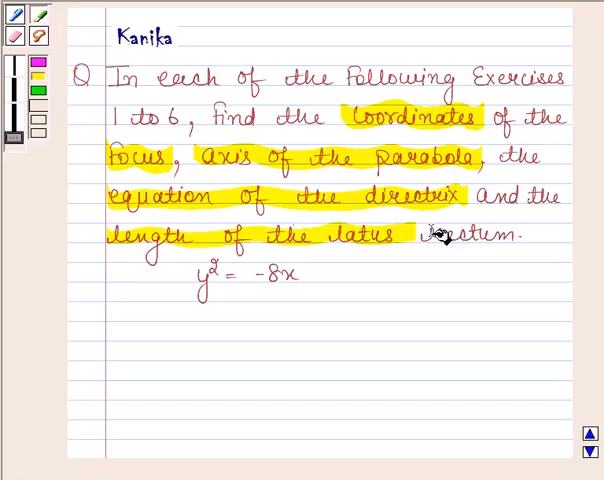 Kanika
Q In each of the Following Exercises
1 to 6, find the coordinates of the
focus, axis of the parabola, the
equation of the directrix and the
length of the latus rectum.
y² = -8x